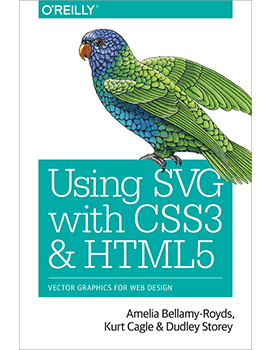 O'REILLY®
Using SVG
with CSS3
& HTML5
VECTOR GRAPHICS FOR WEB DESIGN
Amelia Bellamy-Royds,
Kurt Cagle & Dudley Storey